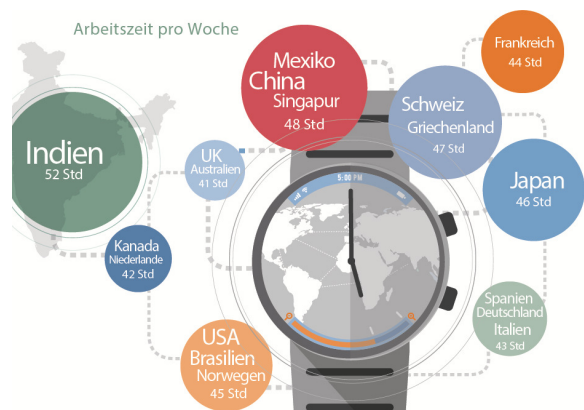 Arbeitszeit pro Woche
Mexiko
China
Singapur
48 Std
Frankreich
44 Std
Schweiz
Griechenland
47 Std
Indien
52 Std
UK
Australien
41 Std
5:00 PM
Japan
46 Std
Kanada
Niederlande
42 Std
Spanien
Deutschland
Italien
43 Std
USA
Brasilien
Norwegen
45 Std